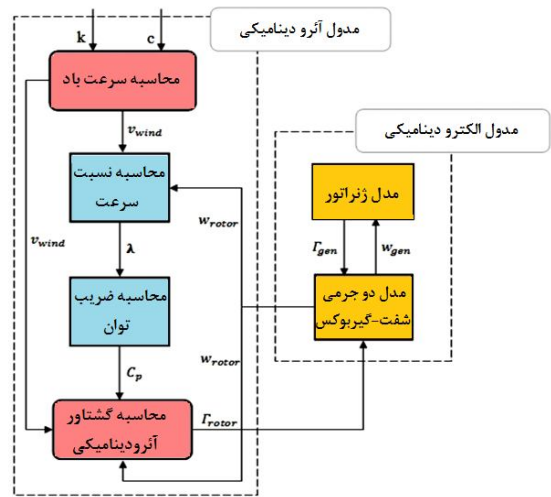 مدول آئرو دینامیکی
k
c
محاسبه سرعت باد
مدول الکترو دینامیکی
v_wind
محاسبه نسبت
سرعت
مدل ژنراتور
w_rotor
v_wind
λ
Γ_gen
w_gen
محاسبه ضریب
توان
مدل دو جرمی
شفت-گیربوکس
w_rotor
C_p
محاسبه گشتاور
آئرودینامیکی
Γ_rotor